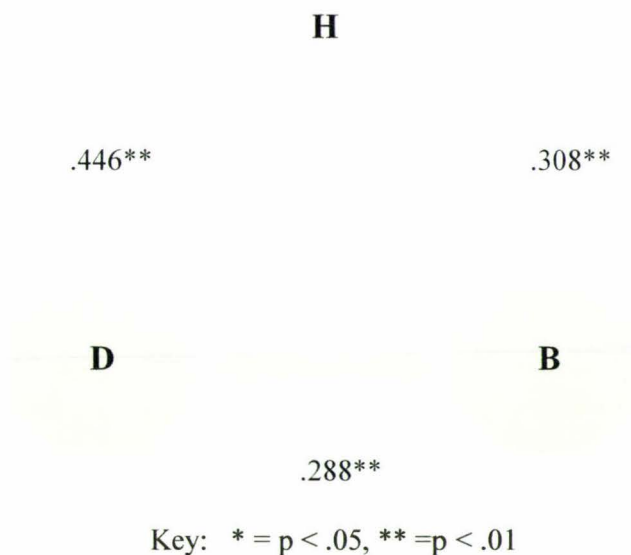 H
.446** .308**
D B
.288**
Key: * = p < .05, ** =p < .01